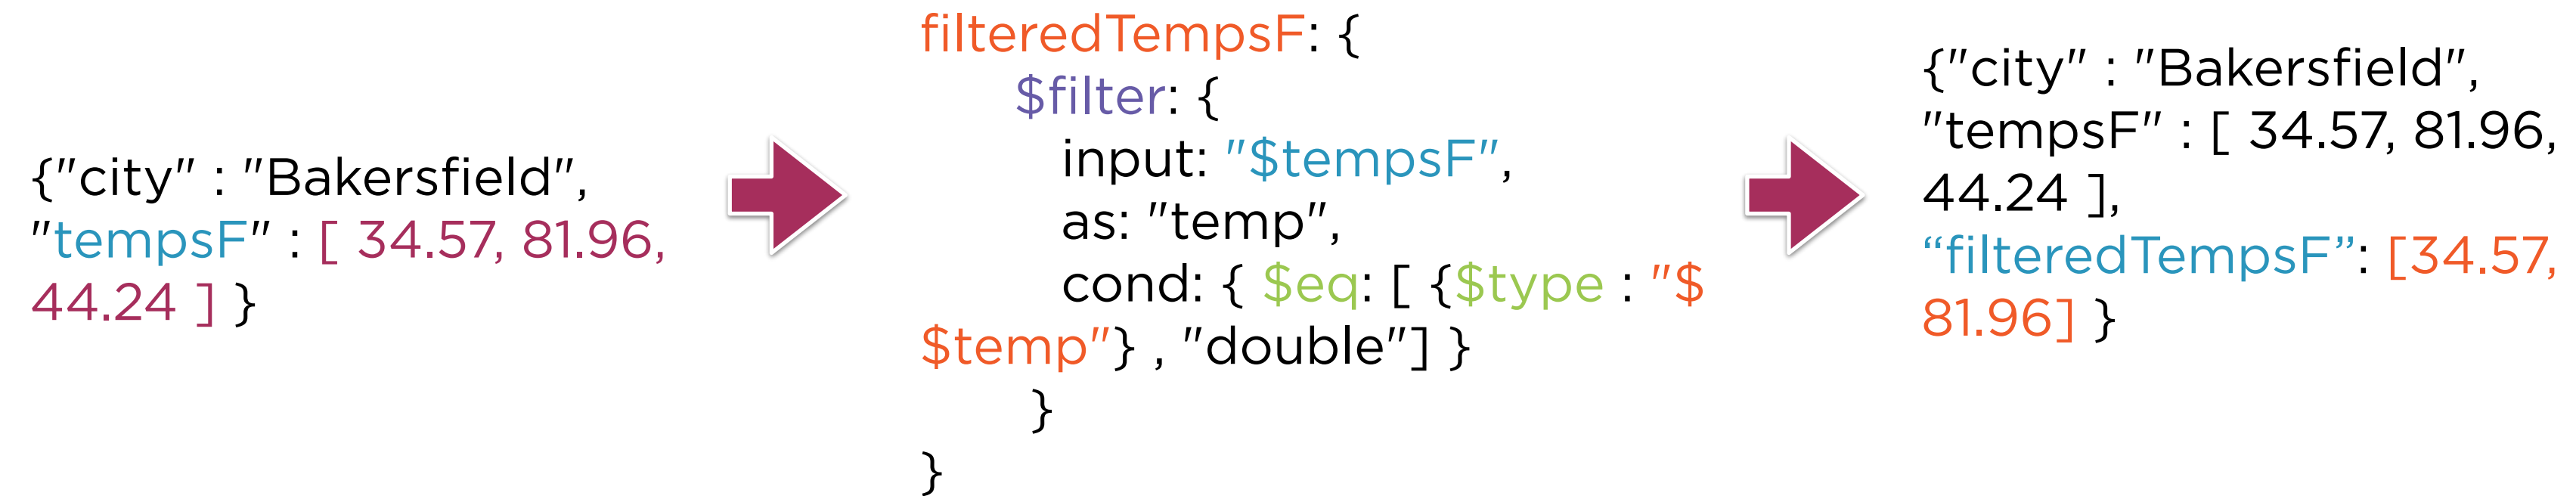 {"city" : "Bakersfield",
"tempsF" : [ 34.57, 81.96,
44.24 ] }
filteredTempsF: {
$filter: {
input: "$tempsF",
as: "temp",
cond: { $eq: [ {$type : "$
$temp"} , "double"] }
}
}
{"city" : "Bakersfield",
"tempsF" : [ 34.57, 81.96,
44.24 ],
“filteredTempsF”: [34.57,
81.96] }